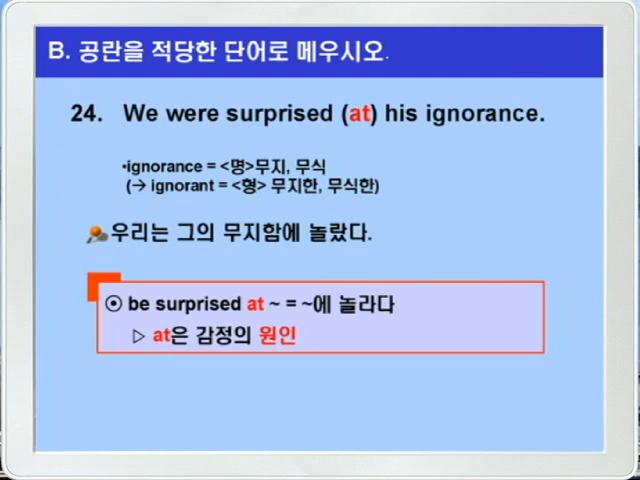 B. 공란을 적당한 단어로 메우시오.
24. We were surprised (at) his ignorance.
•ignorance = <명>무지, 무식
(→ ignorant = <형> 무지한, 무식한)
우리는 그의 무지함에 놀랐다.
⊙ be surprised at ~ = ~에 놀라다
▷ at은 감정의 원인